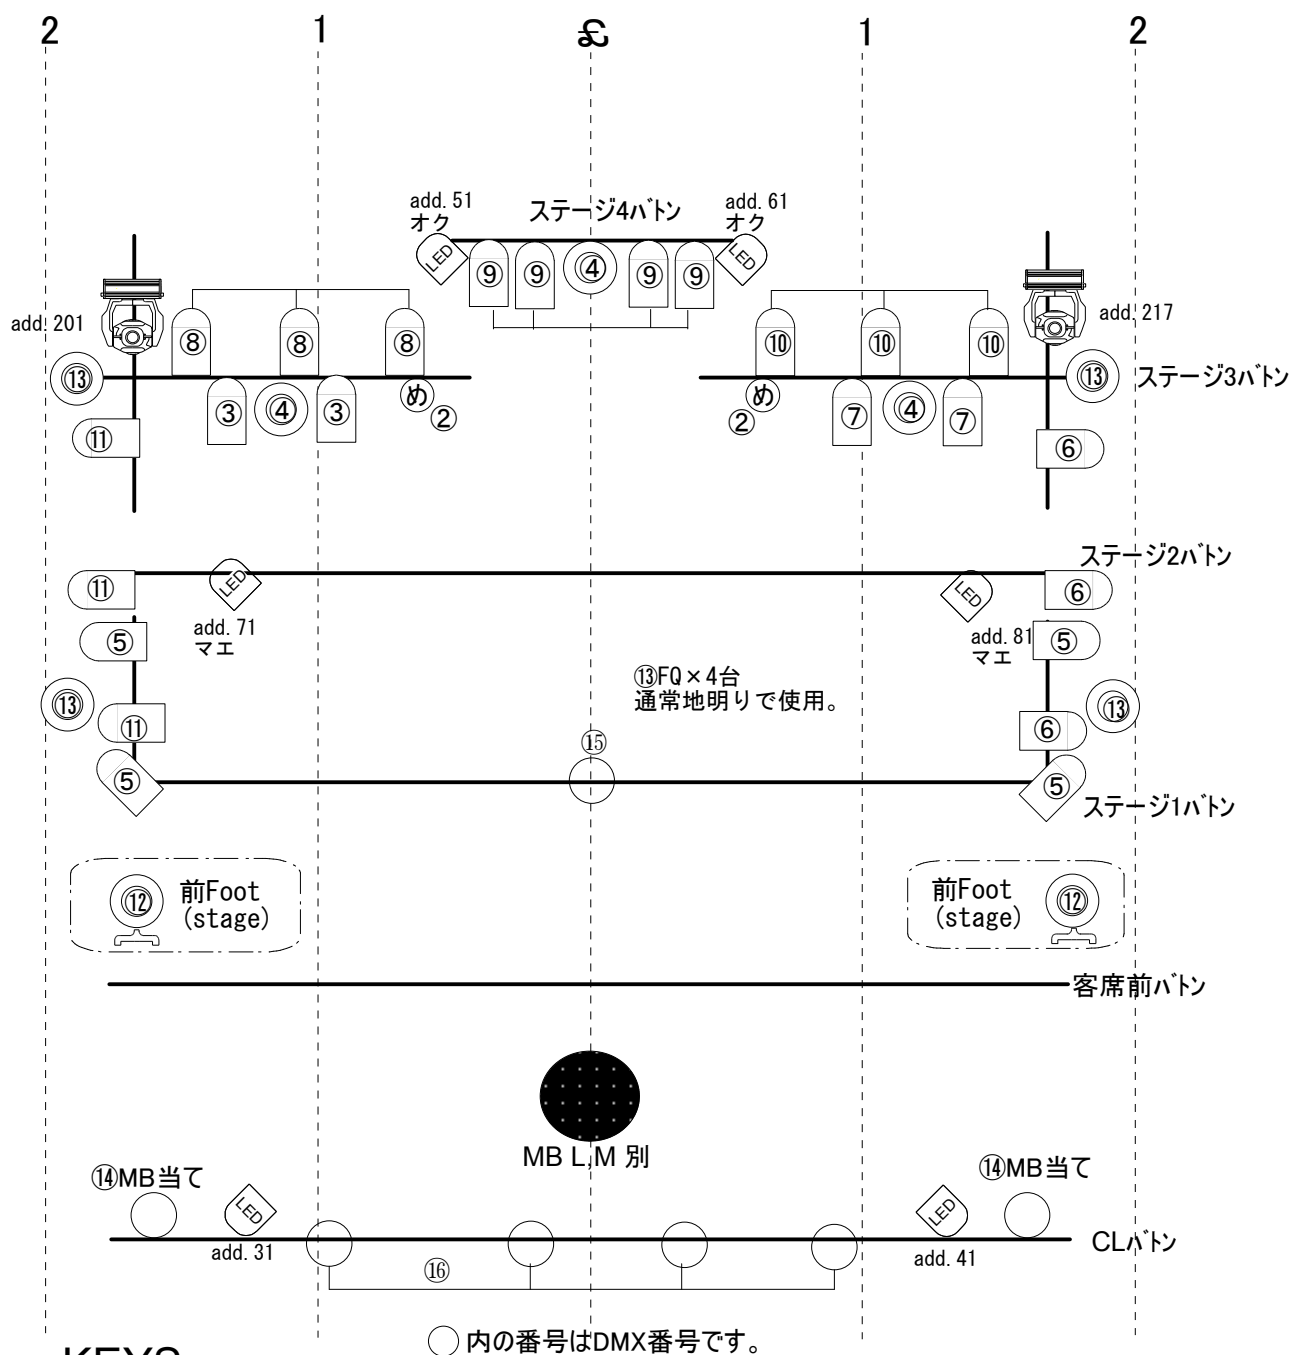 2 1 ℄ 1 2
add. 51
オク
ステージ4バトン
add. 61
オク
LED
LED
⑨ ⑨ ④ ⑨ ⑨
add. 201
add. 217
⑧ ⑧ ⑧
⑩ ⑩ ⑩
⑬
⑬
ステージ3バトン
③ ④ ③ め
②
め
②
⑦ ④ ⑦
⑪
⑥
ステージ2バトン
⑪
LED
LED
⑥
add. 71
マエ
add. 81
マエ
⑤
⑤
⑬FQ×4台
通常地明りで使用。
⑬
⑬
⑪
⑥
⑮
⑤
⑤
ステージ1バトン
⑫
前Foot
(stage)
前Foot
(stage)
⑫
客席前バトン
MB L,M 別
⑭MB当て
⑭MB当て
LED
LED
add. 31
add. 41
CLバトン
⑯
○内の番号はDMX番号です。
KEYS